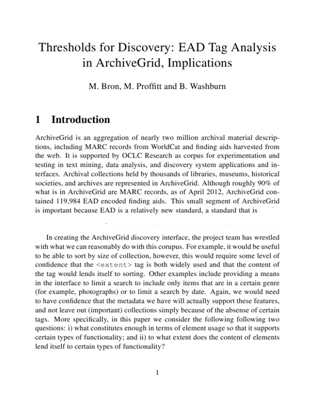 Thresholds for Discovery: EAD Tag Analysis
in ArchiveGrid, Implications
M. Bron, M. Proffitt and B. Washburn
1 Introduction
ArchiveGrid is an aggregation of nearly two million archival material descrip-
tions, including MARC records from WorldCat and finding aids harvested from
the web. It is supported by OCLC Research as corpus for experimentation and
testing in text mining, data analysis, and discovery system applications and in-
terfaces. Archival collections held by thousands of libraries, museums, historical
societies, and archives are represented in ArchiveGrid. Although roughly 90% of
what is in ArchiveGrid are MARC records, as of April 2012, ArchiveGrid con-
tained 119,984 EAD encoded finding aids. This small segment of ArchiveGrid
is important because EAD is a relatively new standard, a standard that is
.
In creating the ArchiveGrid discovery interface, the project team has wrestled
with what we can reasonably do with this corupus. For example, it would be useful
to be able to sort by size of collection, however, this would require some level of
confidence that the <extent> tag is both widely used and that the content of
the tag would lends itself to sorting. Other examples include providing a means
in the interface to limit a search to include only items that are in a certain genre
(for example, photographs) or to limit a search by date. Again, we would need
to have confidence that the metadata we have will actually support these features,
and not leave out (important) collections simply because of the absense of certain
tags. More specifically, in this paper we consider the following following two
questions: i) what constitutes enough in terms of element usage so that it supports
certain types of functionality; and ii) to what extent does the content of elements
lend itself to certain types of functionality?
1